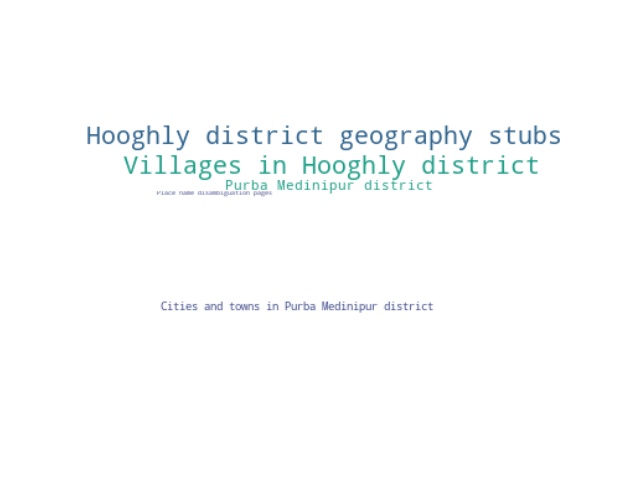 Hooghly district geography stubs
Villages in Hooghly district
Purba Medinipur district
Place name disambiguation pages
Cities and towns in Purba Medinipur district